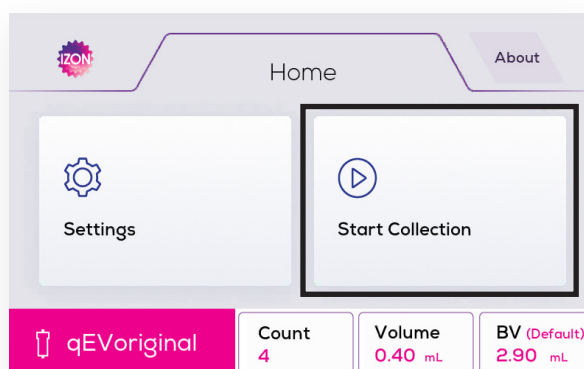 IZON
Home
About
Settings
Start Collection
qEVoriginal
Count
4
Volume
0.40 mL
BV (Default)
2.90 mL